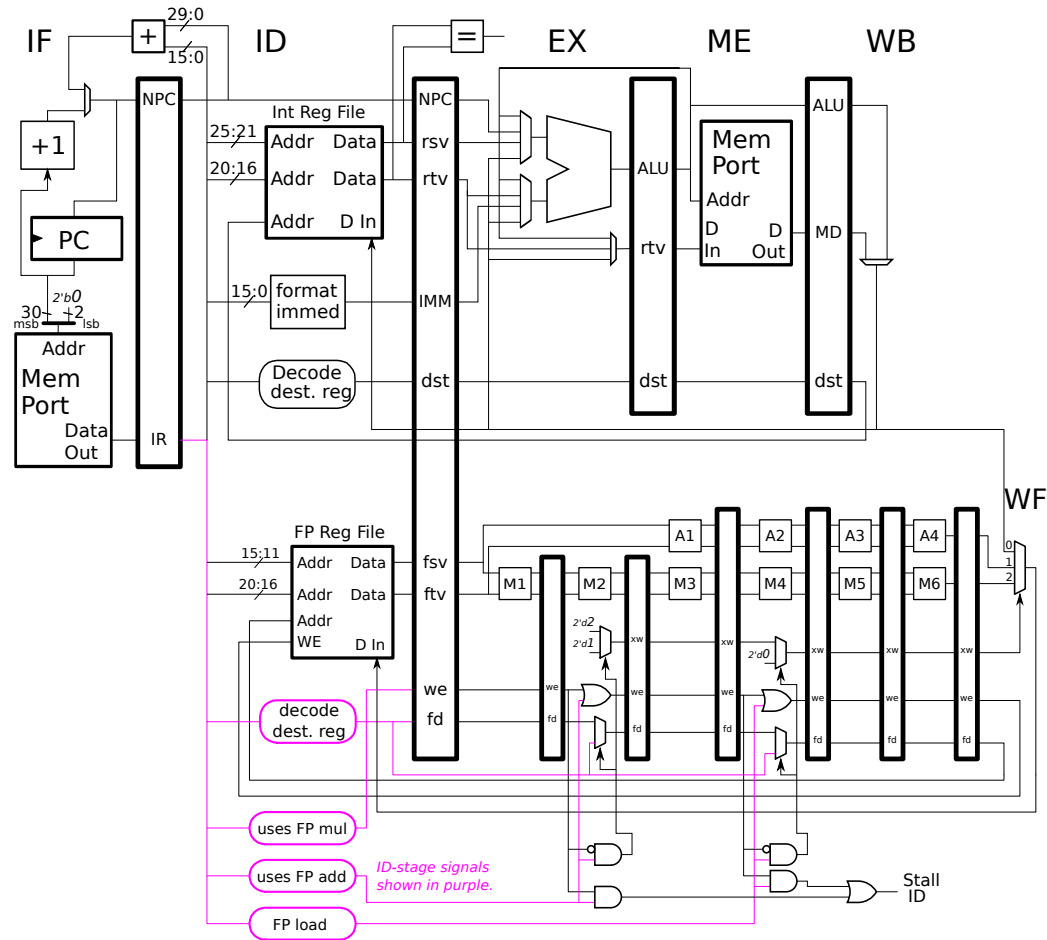 IF
ID
EX
ME
WB
29:0
+
15:0
=
NPC
Int Reg File
NPC
ALU
+1
25:21
Addr
Data
rsv
20:16
Addr
Data
rtv
Addr
D In
ALU
Mem
Port
Addr
D
In
D
Out
rtv
MD
PC
2'b0
30
2
msb
lsb
15:0
format
immed
IMM
Addr
Mem
Port
Data
Out
IR
Decode
dest. reg
dst
dst
dst
WF
FP Reg File
15:11
Addr
Data
fsv
20:16
Addr
Data
ftv
Addr
WE
D In
A1
A2
A3
A4
M1
M2
M3
M4
M5
M6
0
1
2
2'd2
2'd1
xw
xw
2'd0
xw
xw
xw
we
we
we
we
we
we
we
decode
dest. reg
fd
fd
fd
fd
fd
fd
fd
uses FP mul
uses FP add
ID-stage signals
shown in purple.
FP load
Stall
ID